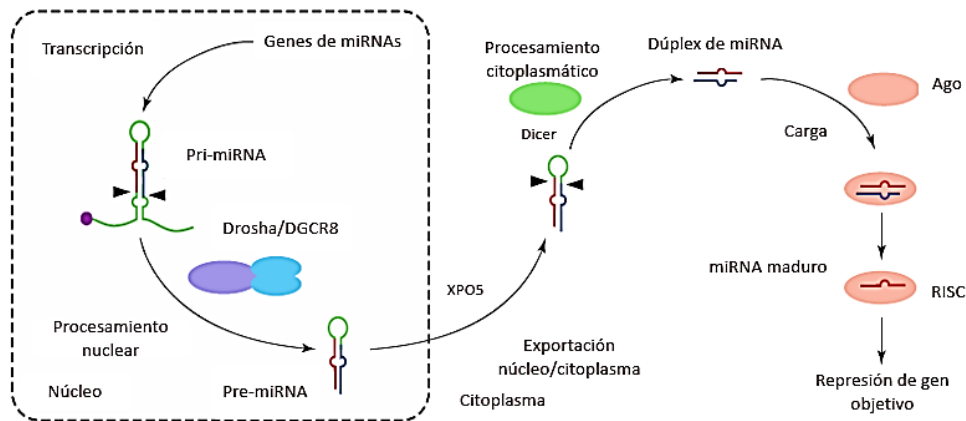 Transcripción
Genes de miRNAs
Pri-miRNA
Drosha/DGCR8
Procesamiento
nuclear
Pre-miRNA
Núcleo
XPO5
Exportación
núcleo/citoplasma
Citoplasma
Procesamiento
citoplasmático
Dicer
Dúplex de miRNA
Ago
Carga
miRNA maduro
RISC
Represión de gen
objetivo